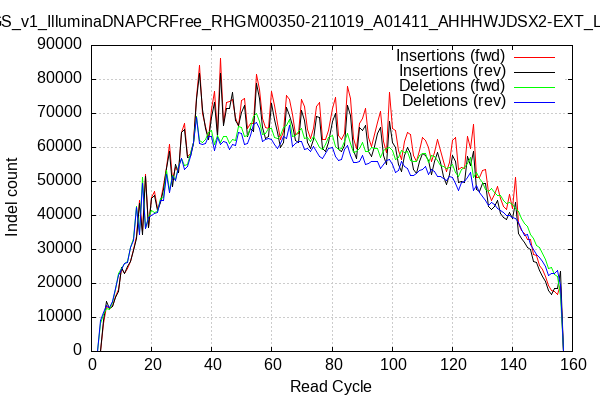 GS_v1_IlluminaDNAPCRFree_RHGM00350-211019_A01411_AHHHWJDSX2-EXT_L
90000
80000
70000
60000
50000
40000
30000
20000
10000
0
Indel count
Insertions (fwd)
Insertions (rev)
Deletions (fwd)
Deletions (rev)
0 20 40 60 80 100 120 140 160
Read Cycle